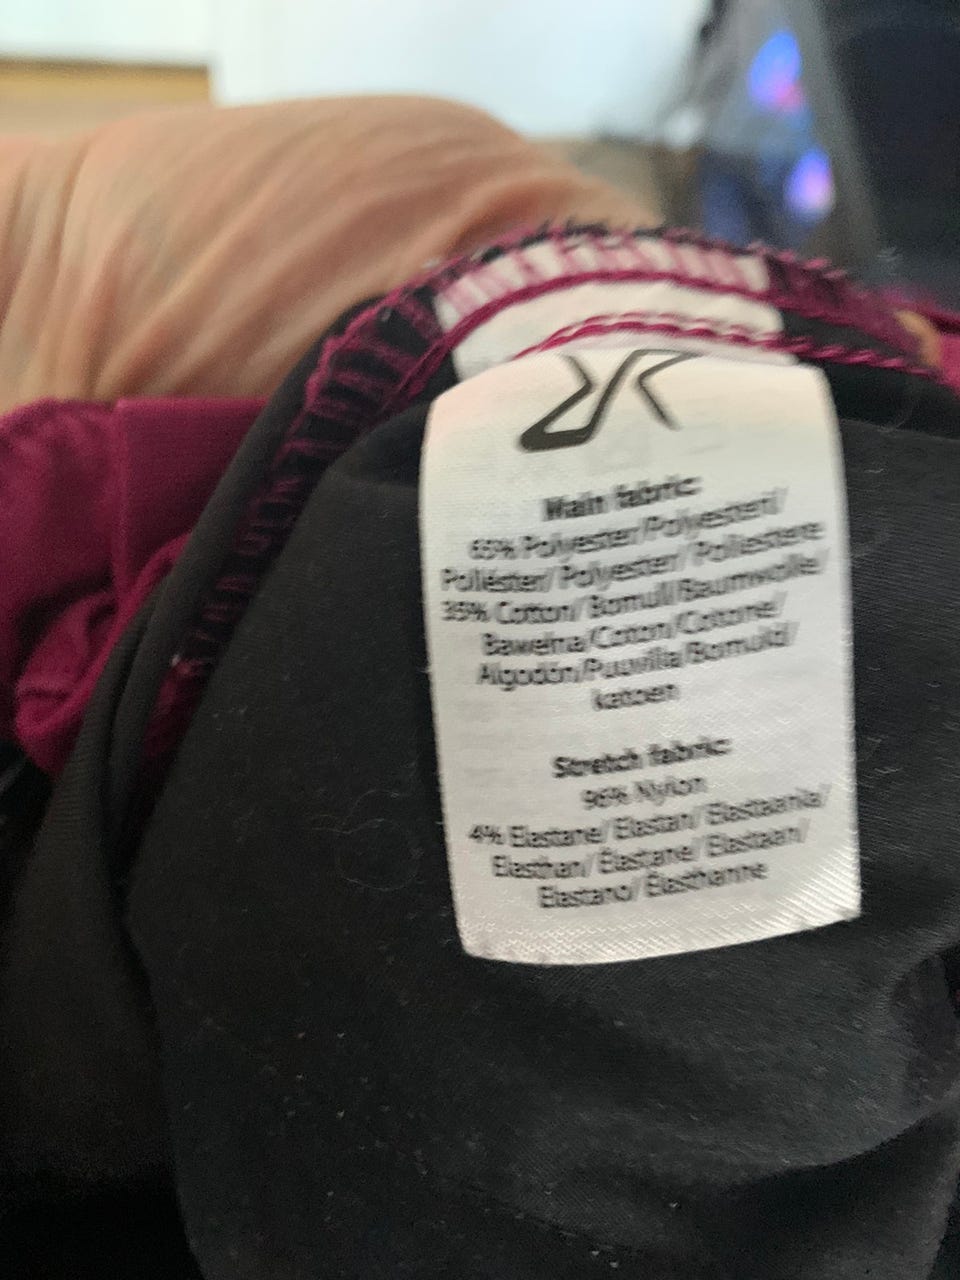 Main fabric:
65% Polyester/Polyesteri/
Poliéster/ Polyester/ Poliestere
35% Cotton/ Bomull/Baumwolle/
Bawełna/Cotton/Cotone/
Algodón/Puuvilla/Bomuld/
katoen
Stretch fabric:
96% Nylon
4% Elastane/ Elastan/ Elastaania/
Elasthan/ Élastane/ Elastaan/
Elastano/ Élasthanne